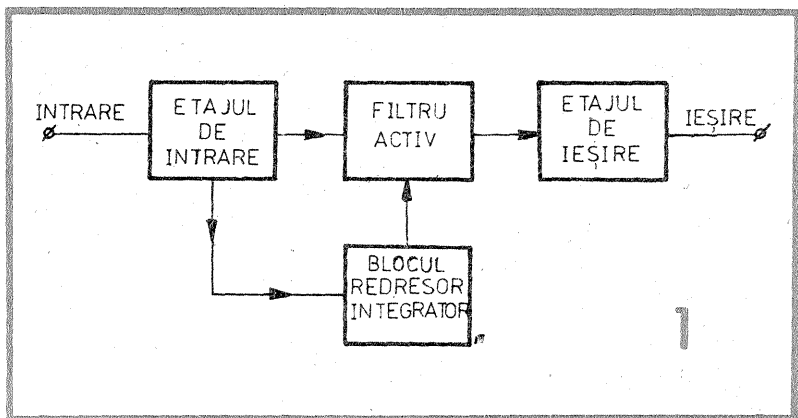 INTRARE
ETAJUL
DE
INTRARE
FILTRU
ACTIV
ETAJUL
DE
IEȘIRE
IEȘIRE
BLOCUL
REDRESOR
INTEGRATOR
1